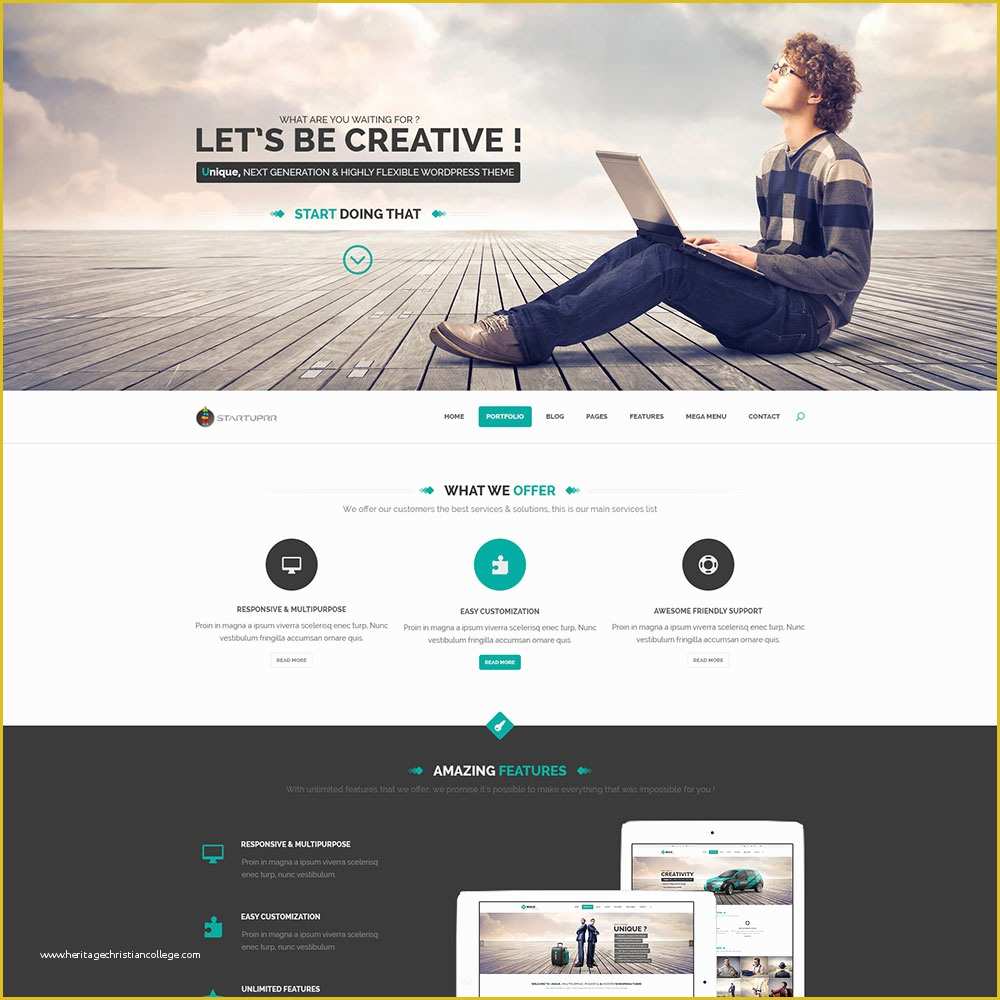 WHAT ARE YOU WAITING FOR ?
LET'S BE CREATIVE !
Unique, NEXT GENERATION & HIGHLY FLEXIBLE WORDPRESS THEME
START DOING THAT
STARTUPRR
HOME PORTFOLIO BLOG PAGES FEATURES MEGA MENU CONTACT
WHAT WE OFFER
We offer our customers the best services & solutions, this is our main services list
RESPONSIVE & MULTIPURPOSE
Proin in magna a ipsum viverra scelerisq enec turp, Nunc
vestibulum fringilla accumsan ornare quis.
READ MORE
EASY CUSTOMIZATION
Proin in magna a ipsum viverra scelerisq enec turp, Nunc
vestibulum fringilla accumsan ornare quis.
READ MORE
AWESOME FRIENDLY SUPPORT
Proin in magna a ipsum viverra scelerisq enec turp, Nunc
vestibulum fringilla accumsan ornare quis.
READ MORE
AMAZING FEATURES
With unlimited features that we offer, we promise it's possible to make everything that was impossible for you !
RESPONSIVE & MULTIPURPOSE
Proin in magna a ipsum viverra scelerisq
enec turp, nunc vestibulum
EASY CUSTOMIZATION
Proin in magna a ipsum viverra scelerisq
enec turp, nunc vestibulum
UNLIMITED FEATURES
CREATIVITY
UNIQUE ?
www.heritagechristiancollege.com